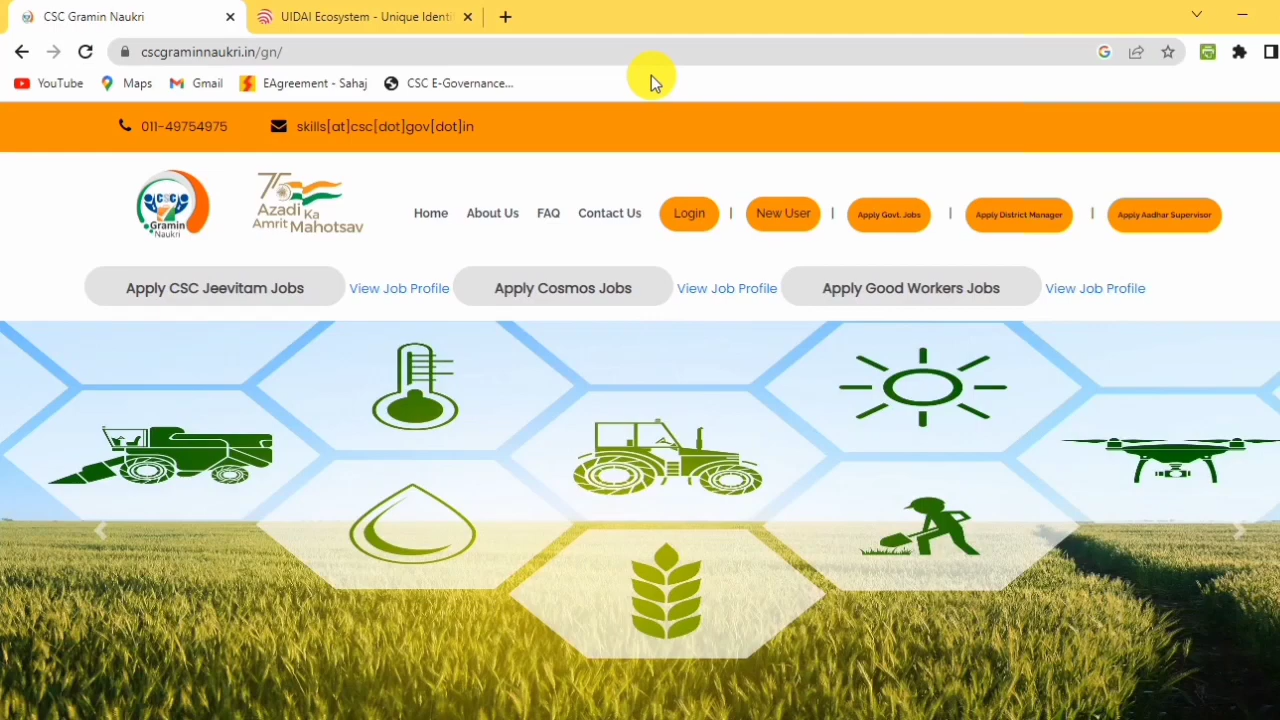 CSC Gramin Naukri
UIDAI Ecosystem - Unique Identi
cscgraminnaukri.in/gn/
YouTube Maps Gmail EAgreement - Sahaj CSC E-Governance...
011-49754975 skills[at]csc[dot]gov[dot]in
CSC
Gramin
Naukri
75
Azadi Ka
Amrit Mahotsav
Home About Us FAQ Contact Us Login | New User | Apply Govt. Jobs | Apply District Manager | Apply Aadhar Supervisor
Apply CSC Jeevitam Jobs View Job Profile Apply Cosmos Jobs View Job Profile Apply Good Workers Jobs View Job Profile